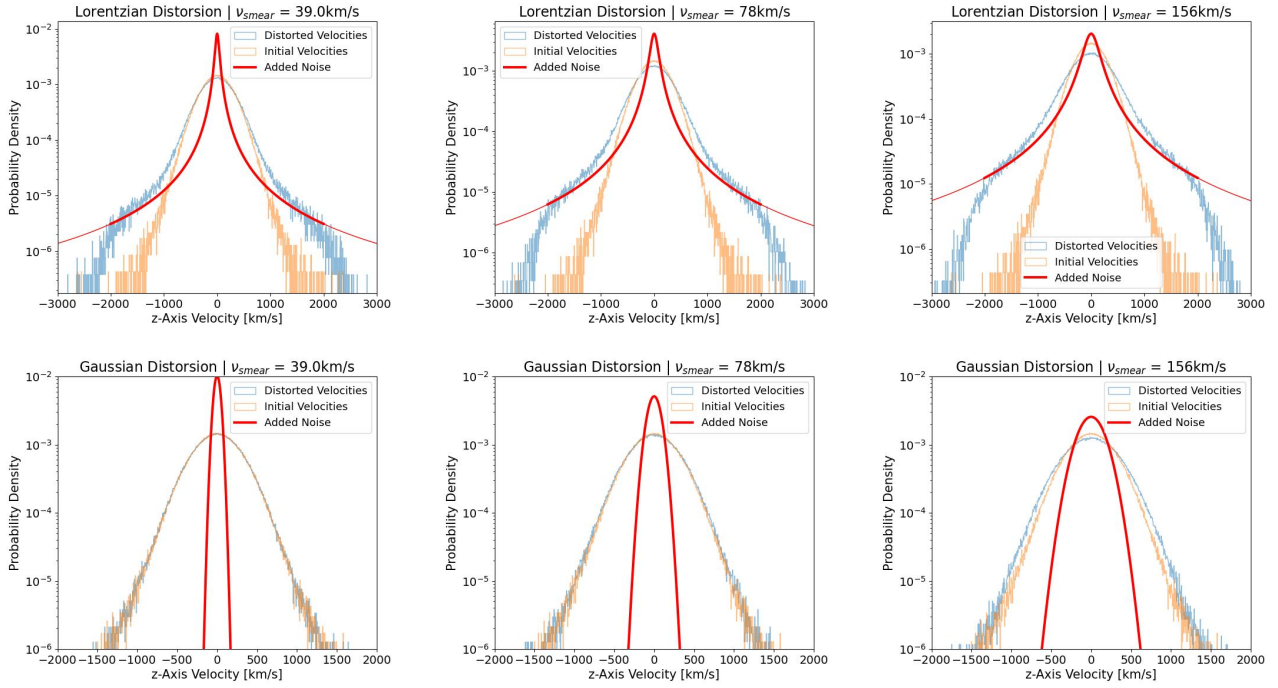 Lorentzian Distorsion | νsmear = 39.0km/s
Probability Density
10⁻²
10⁻³
10⁻⁴
10⁻⁵
10⁻⁶
Distorted Velocities
Initial Velocities
Added Noise
−3000 −2000 −1000 0 1000 2000 3000
z-Axis Velocity [km/s]
Lorentzian Distorsion | νsmear = 78km/s
Probability Density
10⁻³
10⁻⁴
10⁻⁵
10⁻⁶
Distorted Velocities
Initial Velocities
Added Noise
−3000 −2000 −1000 0 1000 2000 3000
z-Axis Velocity [km/s]
Lorentzian Distorsion | νsmear = 156km/s
Probability Density
10⁻³
10⁻⁴
10⁻⁵
10⁻⁶
Distorted Velocities
Initial Velocities
Added Noise
−3000 −2000 −1000 0 1000 2000 3000
z-Axis Velocity [km/s]
Gaussian Distorsion | νsmear = 39.0km/s
Probability Density
10⁻²
10⁻³
10⁻⁴
10⁻⁵
10⁻⁶
Distorted Velocities
Initial Velocities
Added Noise
−2000 −1500 −1000 −500 0 500 1000 1500 2000
z-Axis Velocity [km/s]
Gaussian Distorsion | νsmear = 78km/s
Probability Density
10⁻²
10⁻³
10⁻⁴
10⁻⁵
10⁻⁶
Distorted Velocities
Initial Velocities
Added Noise
−2000 −1500 −1000 −500 0 500 1000 1500 2000
z-Axis Velocity [km/s]
Gaussian Distorsion | νsmear = 156km/s
Probability Density
10⁻²
10⁻³
10⁻⁴
10⁻⁵
10⁻⁶
Distorted Velocities
Initial Velocities
Added Noise
−2000 −1500 −1000 −500 0 500 1000 1500 2000
z-Axis Velocity [km/s]